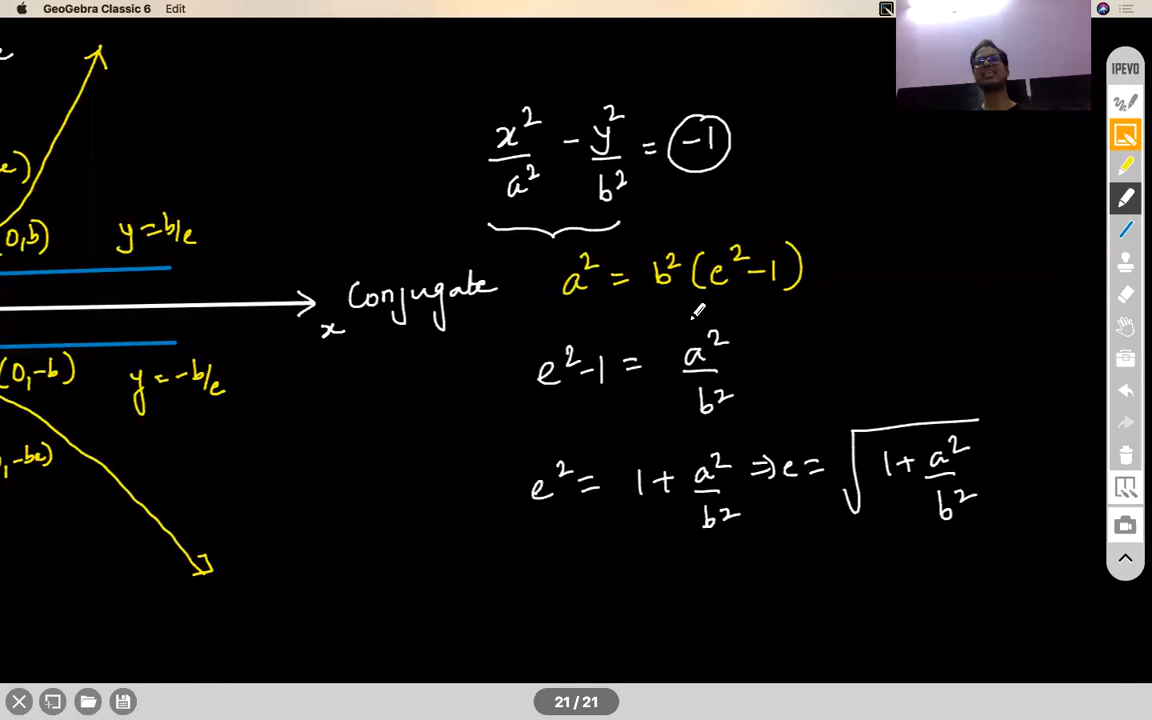 GeoGebra Classic 6 Edit
IPEVO
x²/a² - y²/b² = -1
(0,b)
y = b/e
a² = b² (e² - 1)
Conjugate
x
(0,-b)
y = -b/e
e² - 1 = a²/b²
, -be)
e² = 1 + a²/b² ⇒ e = √(1 + a²/b²)
21 / 21